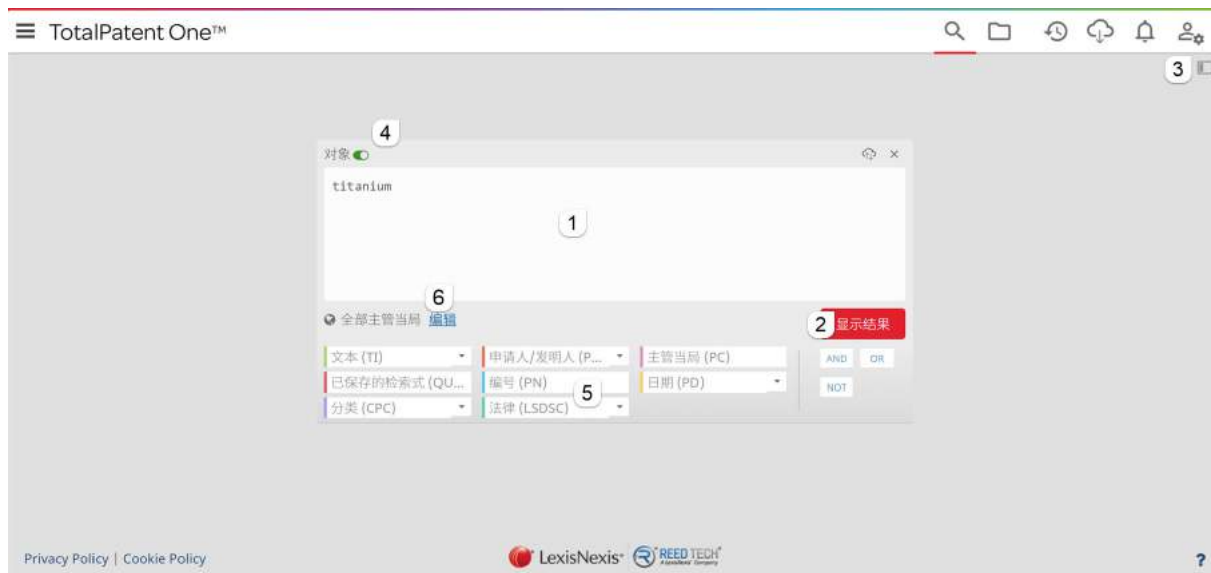 TotalPatent One™
3
4
对象
titanium
1
6
全部主管当局 编辑
2 显示结果
文本 (TI) 申请人/发明人 (P... 主管当局 (PC) AND OR
已保存的检索式 (QU... 编号 (PN) 日期 (PD) NOT
5
分类 (CPC) 法律 (LSDSC)
Privacy Policy | Cookie Policy LexisNexis® REED TECH® A LexisNexis® Company ?